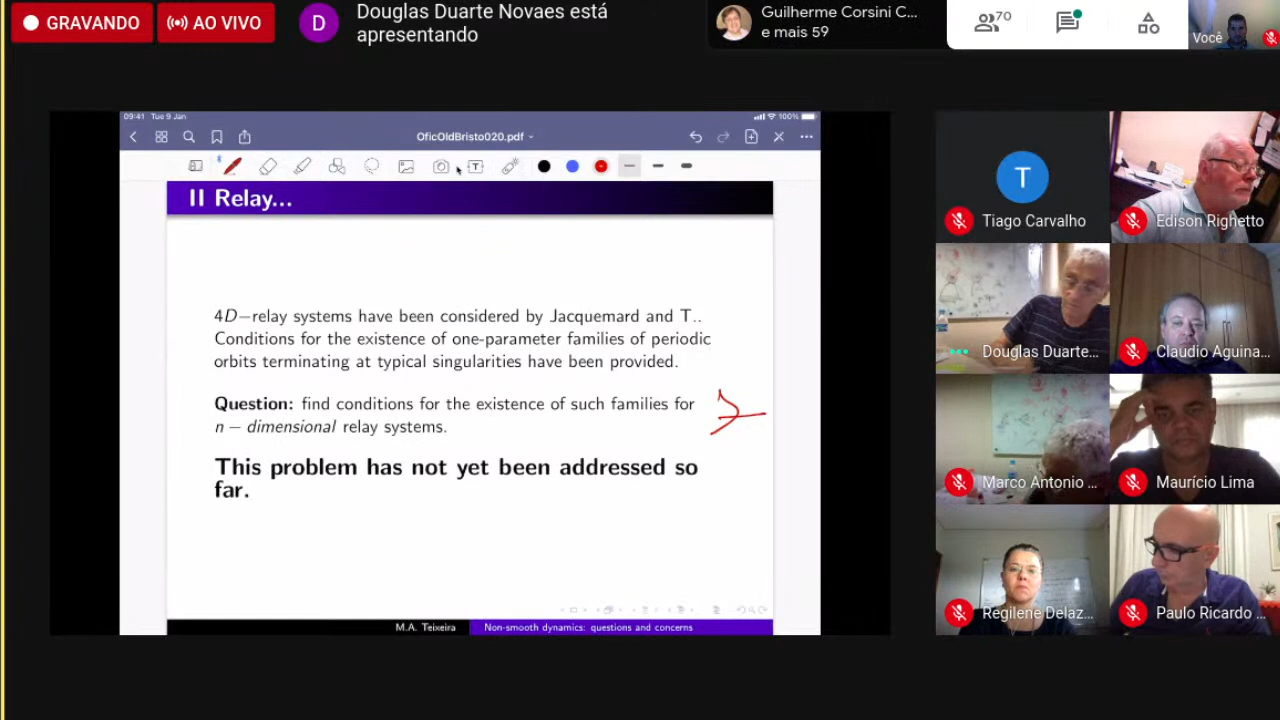 GRAVANDO
AO VIVO
D
Douglas Duarte Novaes está
apresentando
Guilherme Corsini C...
e mais 59
70
Você
09:41 Tue 9 Jan
100%
OficOldBristo020.pdf
T
II Relay...
4D−relay systems have been considered by Jacquemard and T..
Conditions for the existence of one-parameter families of periodic
orbits terminating at typical singularities have been provided.
Question: find conditions for the existence of such families for
n − dimensional relay systems.
This problem has not yet been addressed so
far.
M.A. Teixeira
Non-smooth dynamics: questions and concerns
T
Tiago Carvalho
Edison Righetto
Douglas Duarte...
Claudio Aguina...
Marco Antonio ...
Maurício Lima
Regilene Delaz...
Paulo Ricardo ...